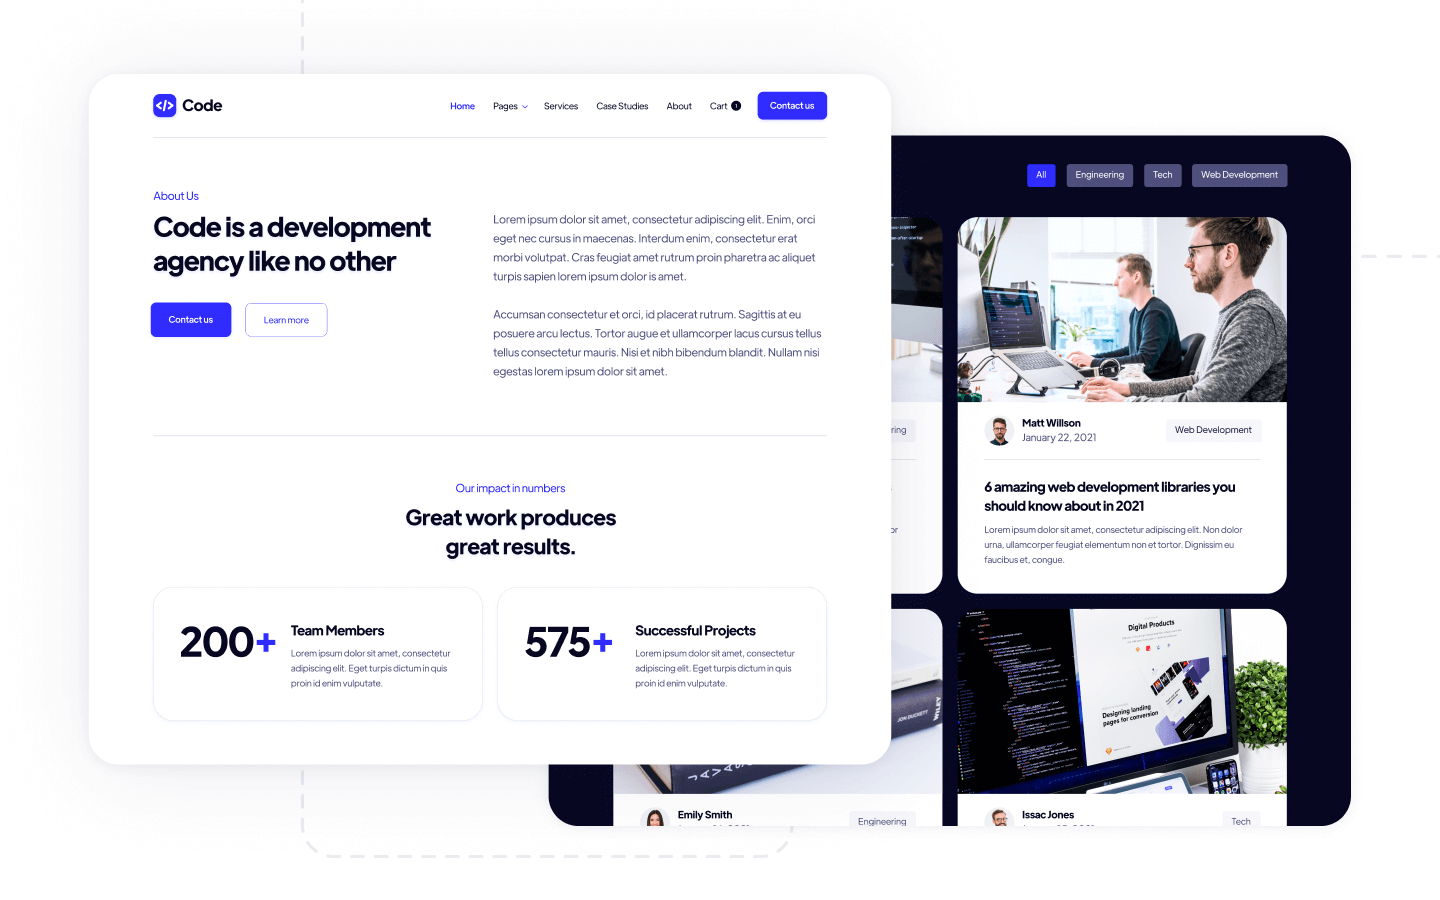 Code
Home
Pages
Services
Case Studies
About
Cart
1
Contact us
About Us
Code is a development
agency like no other
Contact us
Learn more
Lorem ipsum dolor sit amet, consectetur adipiscing elit. Enim, orci
eget nec cursus in maecenas. Interdum enim, consectetur erat
morbi volutpat. Cras feugiat amet rutrum proin pharetra ac aliquet
turpis sapien lorem ipsum dolor is amet.
Accumsan consectetur et orci, id placerat rutrum. Sagittis at eu
posuere arcu lectus. Tortor augue et ullamcorper lacus cursus tellus
tellus consectetur mauris. Nisi et nibh bibendum blandit. Nullam nisi
egestas lorem ipsum dolor sit amet.
Our impact in numbers
Great work produces
great results.
200+
Team Members
Lorem ipsum dolor sit amet, consectetur
adipiscing elit. Eget turpis dictum in quis
proin id enim vulputate.
575+
Successful Projects
Lorem ipsum dolor sit amet, consectetur
adipiscing elit. Eget turpis dictum in quis
proin id enim vulputate.
All
Engineering
Tech
Web Development
ring
or
Matt Willson
January 22, 2021
Web Development
6 amazing web development libraries you
should know about in 2021
Lorem ipsum dolor sit amet, consectetur adipiscing elit. Non dolor
urna, ullamcorper feugiat elementum non et tortor. Dignissim eu
faucibus et, congue.
JON DUCKETT
WILEY
JAVAS
Emily Smith
Engineering
Digital Products
Designing landing
pages for conversion
Issac Jones
Tech